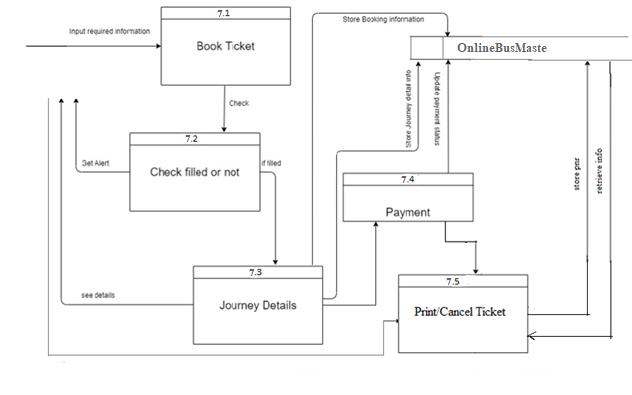 7.1
Book Ticket
Input required information
Store Booking information
OnlineBusMaste
Check
7.2
Check filled or not
Get Alert
if filled
Store Journey detail info
Update payment status
7.4
Payment
store pnr
retrieve info
7.3
Journey Details
see details
7.5
Print/Cancel Ticket